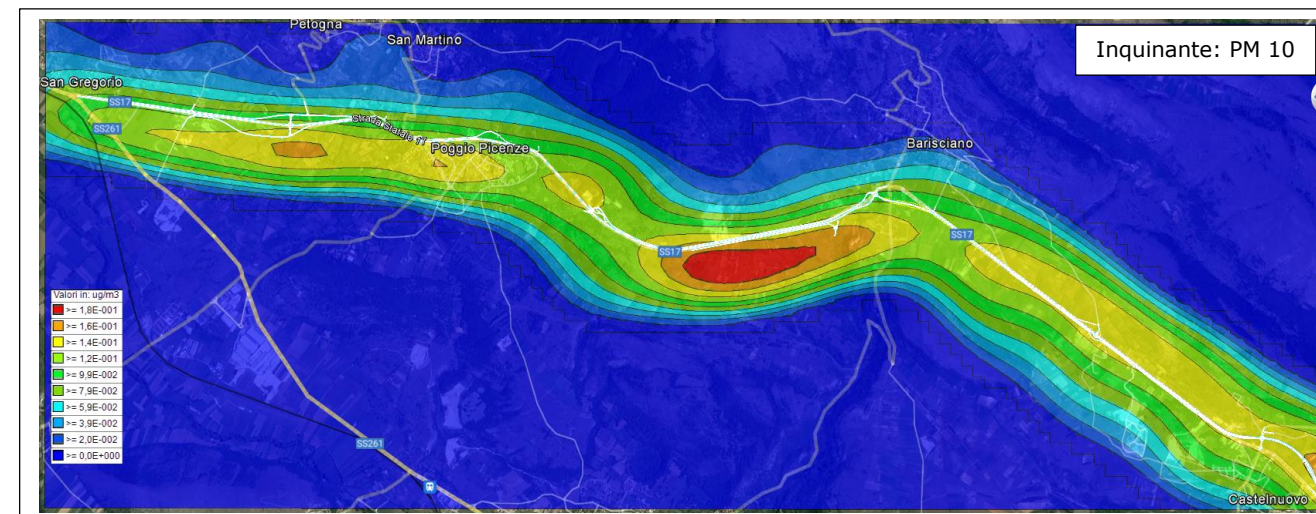 Petogna
San Martino
Inquinante: PM 10
San Gregorio
SS17
SS261
Strada Statale 17
Poggio Picenze
Barisciano
SS17
SS17
Valori in: ug/m3
>= 1,8E-001
>= 1,6E-001
>= 1,4E-001
>= 1,2E-001
>= 9,9E-002
>= 7,9E-002
>= 5,9E-002
>= 3,9E-002
>= 2,0E-002
>= 0,0E+000
SS261
Castelnuovo